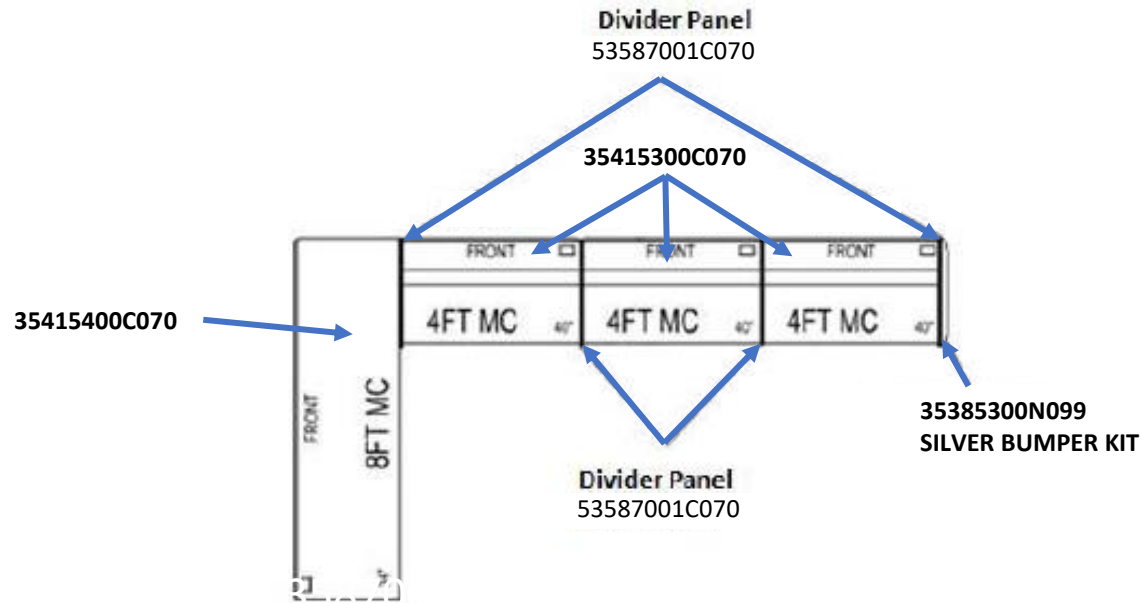 Divider Panel
53587001C070
35415300C070
FRONT
FRONT
FRONT
4FT MC
40"
4FT MC
40"
4FT MC
40"
35415400C070
FRONT
8FT MC
35385300N099
SILVER BUMPER KIT
Divider Panel
53587001C070